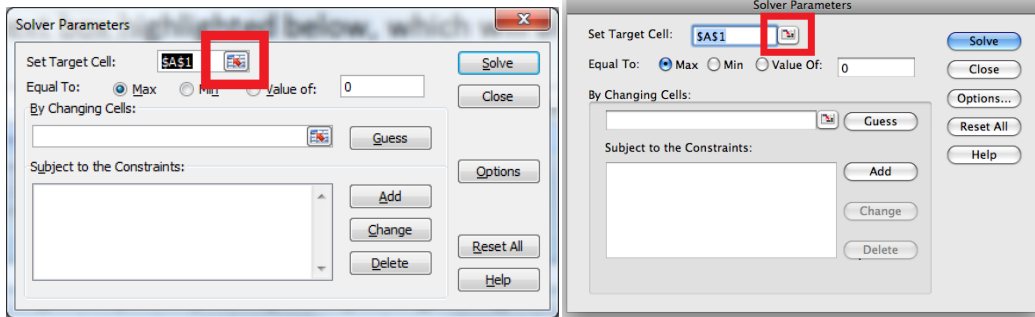 highlighted below, which w
Solver Parameters
Set Target Cell: $A$1
Solve
Equal To: Max Min Value of: 0
Close
By Changing Cells:
Guess
Subject to the Constraints:
Options
Add
Change
Reset All
Delete
Help
Solver Parameters
Set Target Cell: $A$1
Solve
Equal To: Max Min Value Of: 0
Close
By Changing Cells:
Options...
Guess
Reset All
Subject to the Constraints:
Help
Add
Change
Delete